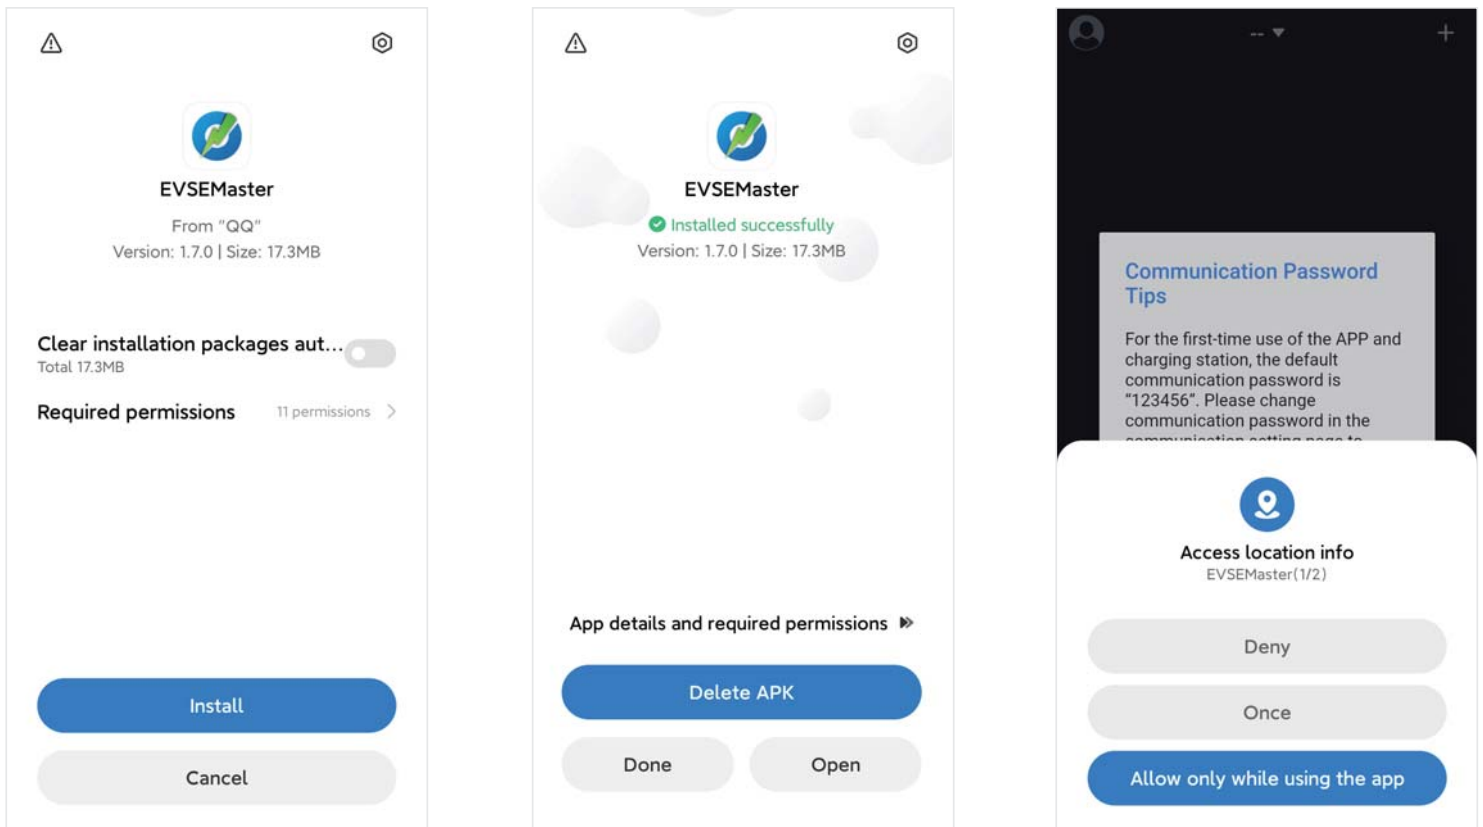 EVSEMaster
From "QQ"
Version: 1.7.0 | Size: 17.3MB
Clear installation packages aut...
Total 17.3MB
Required permissions
11 permissions
Install
Cancel
EVSEMaster
Installed successfully
Version: 1.7.0 | Size: 17.3MB
App details and required permissions
Delete APK
Done
Open
--
Communication Password
Tips
For the first-time use of the APP and
charging station, the default
communication password is
"123456". Please change
communication password in the
communication setting page to
Access location info
EVSEMaster(1/2)
Deny
Once
Allow only while using the app